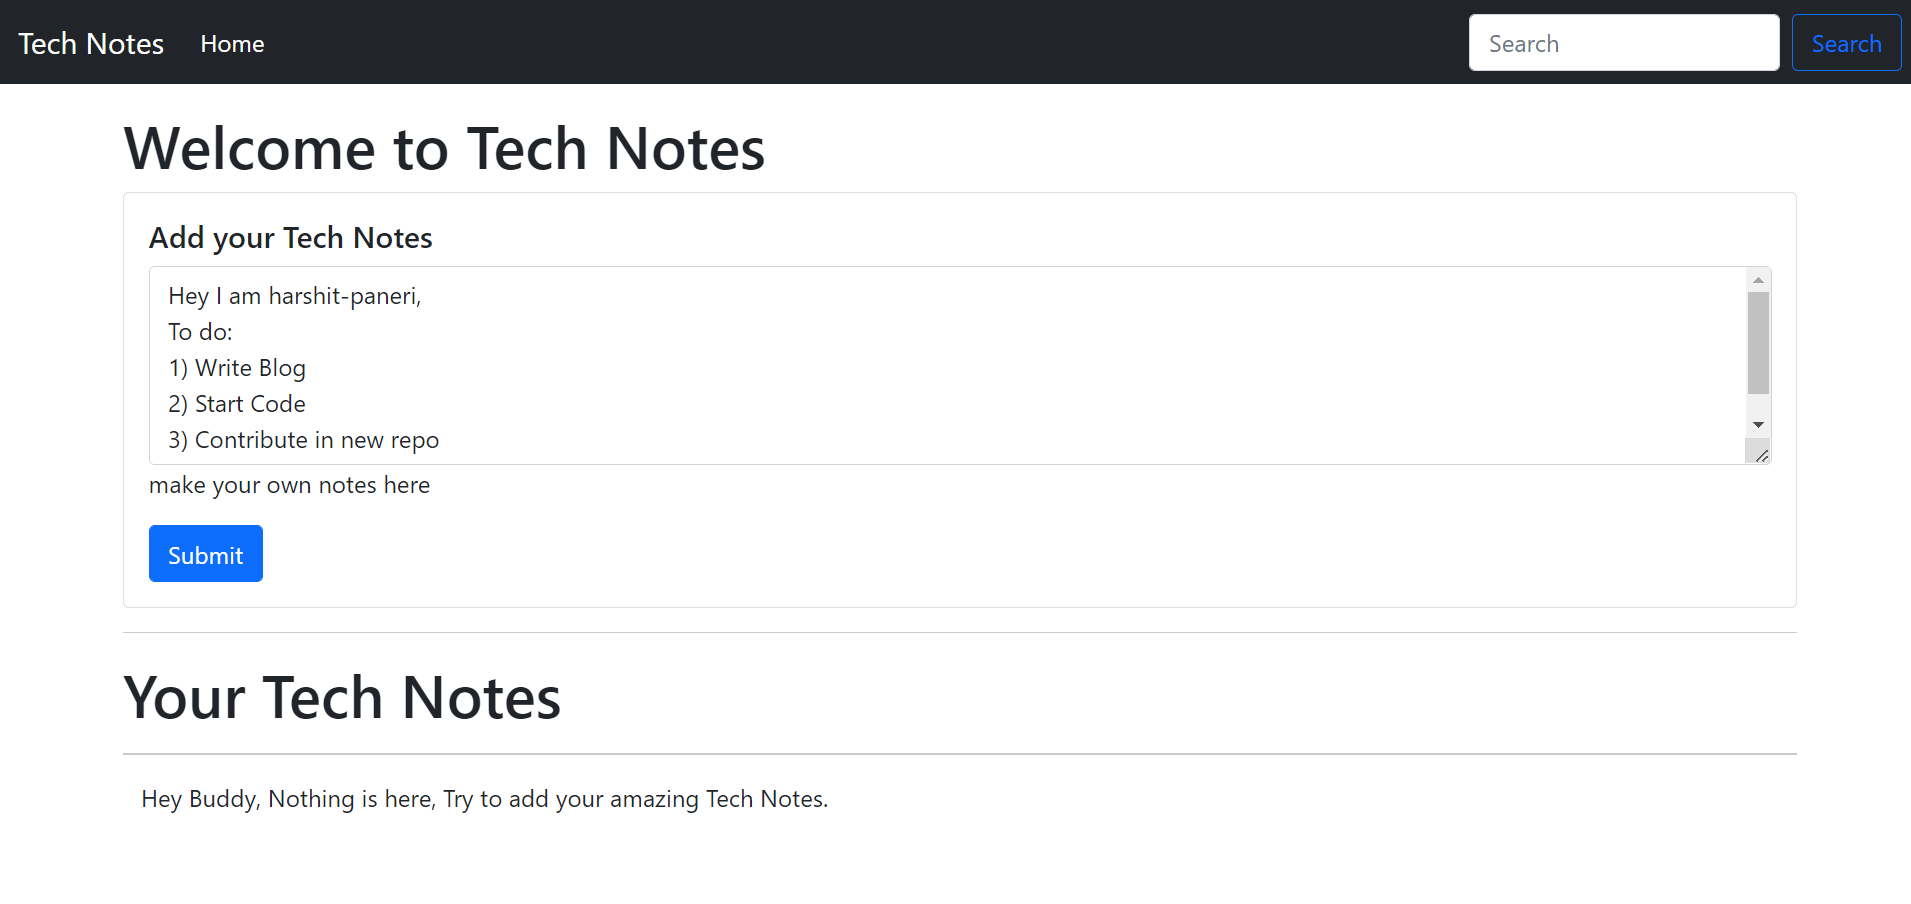 Tech Notes Home Search Search
Welcome to Tech Notes
Add your Tech Notes
Hey I am harshit-paneri,
To do:
1) Write Blog
2) Start Code
3) Contribute in new repo
make your own notes here
Submit
Your Tech Notes
Hey Buddy, Nothing is here, Try to add your amazing Tech Notes.